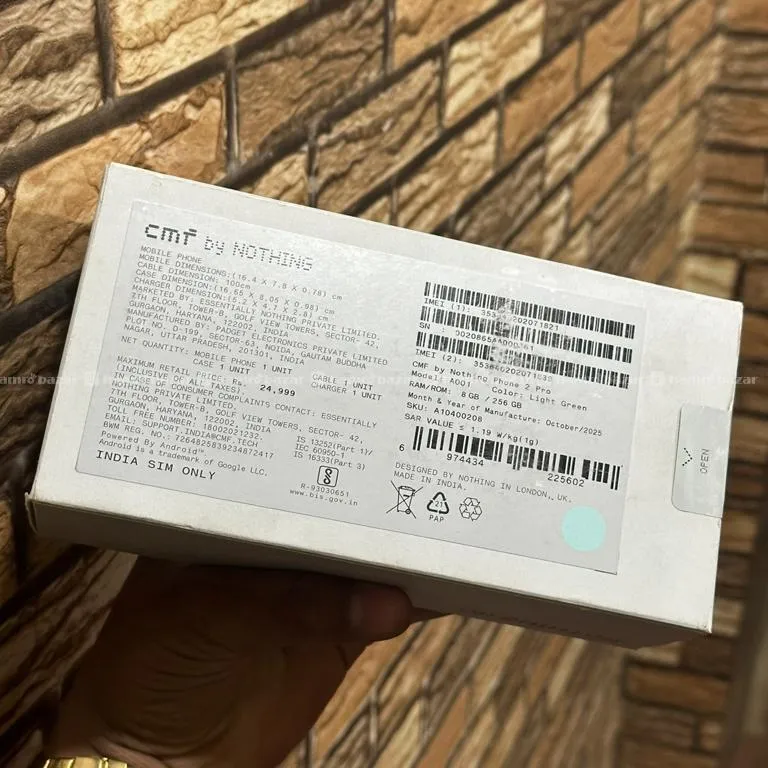 cmf by NOTHING
MOBILE PHONE
MOBILE DIMENSIONS:(16.4 X 7.8 X 0.78) cm
CABLE DIMENSION: 100cm
CASE DIMENSION:(16.65 X 8.05 X 0.98) cm
CHARGER DIMENSION:(5.2 X 4.7 X 2.8) cm
MARKETED BY: ESSENTIALLY NOTHING PRIVATE LIMITED.
7TH FLOOR, TOWER-B, GOLF VIEW TOWERS, SECTOR- 42,
GURGAON, HARYANA, 122002, INDIA
MANUFACTURED BY: PADGET ELECTRONICS PRIVATE LIMITED
PLOT NO. D-199, SECTOR-63, NOIDA, GAUTAM BUDDHA
NAGAR, UTTAR PRADESH, 201301, INDIA
NET QUANTITY: MOBILE PHONE 1 UNIT
CASE 1 UNIT CABLE 1 UNIT
CHARGER 1 UNIT
MAXIMUM RETAIL PRICE: 24,999
(INCLUSIVE OF ALL TAXES).
IN CASE OF CONSUMER COMPLAINTS CONTACT: ESSENTIALLY
NOTHING PRIVATE LIMITED.
7TH FLOOR, TOWER-B, GOLF VIEW TOWERS, SECTOR- 42,
GURGAON, HARYANA, 122002, INDIA
TOLL FREE NUMBER: 18002021232.
EMAIL: SUPPORT.INDIA@CMF.TECH
BWM REG. NO.: 7264825839234872417
Powered By Android™
Android is a trademark of Google LLC.
INDIA SIM ONLY
IS 13252(Part 1)/
IEC 60950-1
IS 16333(Part 3)
R-93030651
www.bis.gov.in
IMEI (1):
SN :
IMEI (2):
CMF by Nothing Phone 2 Pro
Model: A001 Color: Light Green
RAM/ROM: 8 GB / 256 GB
Month & Year of Manufacture: October/2025
SKU: A10400208
SAR VALUE ≤ 1.19 W/kg(1g)
6 974434 225602
DESIGNED BY NOTHING IN LONDON, UK.
MADE IN INDIA.
21
PAP
OPEN
hamrobazar
hamrobazar